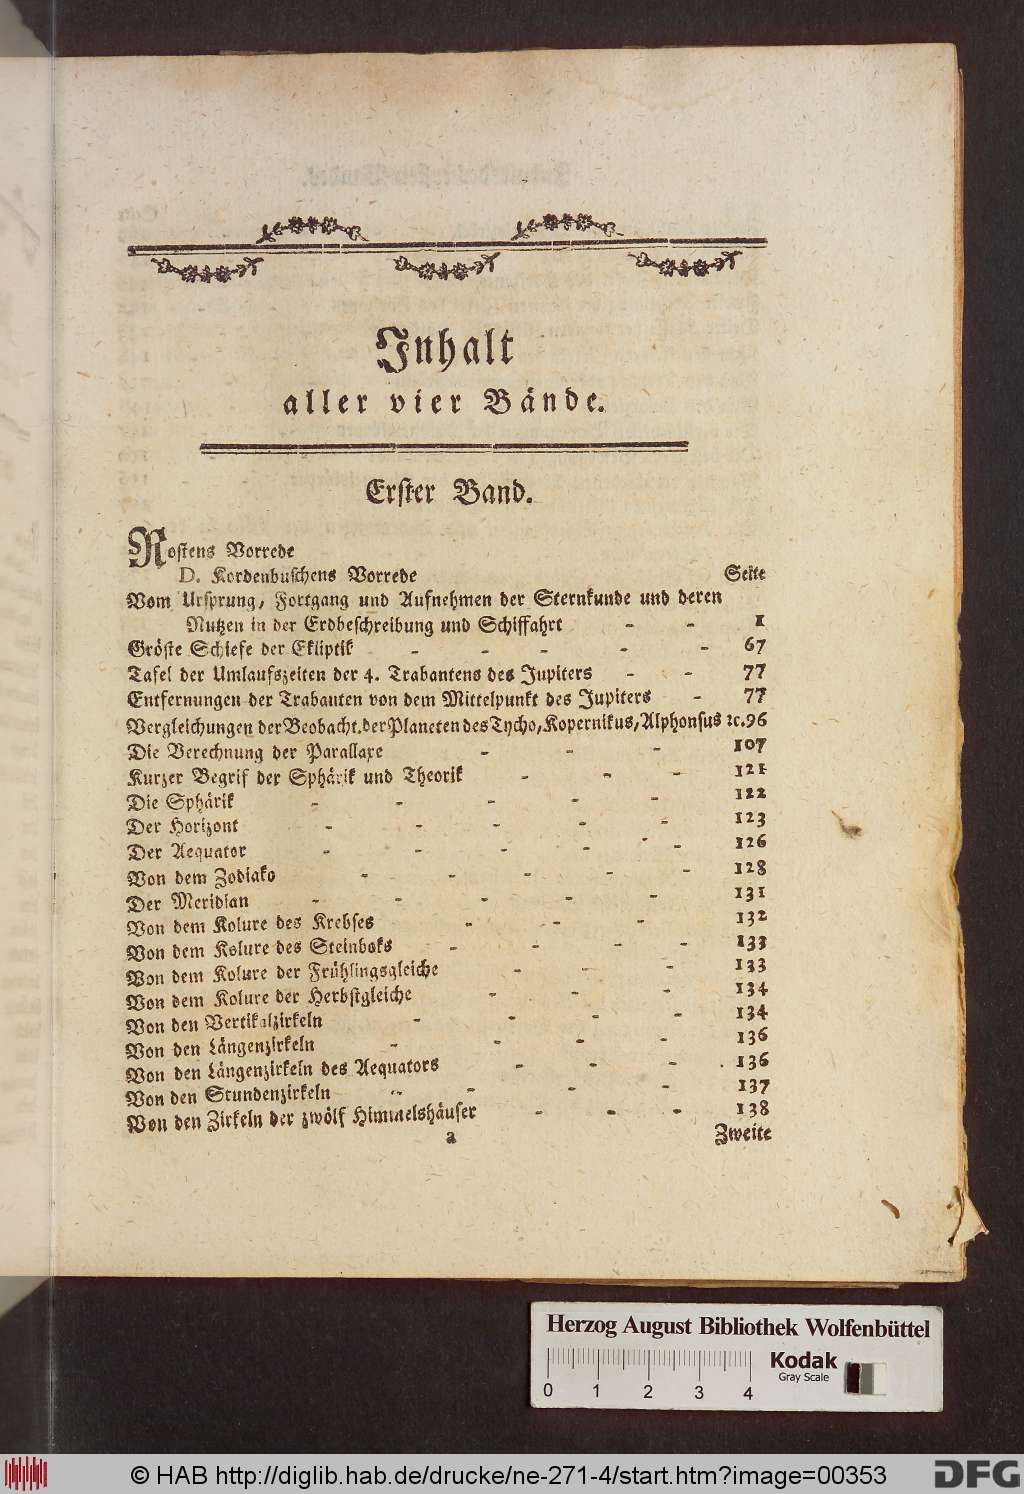 Inhalt
aller vier Bände.
Erster Band.
Rostens Vorrede
D. Kordenbuschens Vorrede Seite
Vom Ursprung, Fortgang und Aufnehmen der Sternkunde und deren
Nutzen in der Erdbeschreibung und Schiffahrt - - 1
Gröste Schiefe der Ekliptik - - - - - 67
Tafel der Umlaufszeiten der 4. Trabantens des Jupiters - - 77
Entfernungen der Trabanten von dem Mittelpunkt des Jupiters - 77
Vergleichungen der Beobacht. der Planeten des Tycho, Kopernikus, Alphonsus ꝛc. 96
Die Berechnung der Parallaxe - - - 107
Kurzer Begrif der Sphärik und Theorik - - - 121
Die Sphärik - - - - - 122
Der Horizont - - - - - 123
Der Aequator - - - - - 126
Von dem Zodiako - - - - - 128
Der Meridian - - - - - 131
Von dem Kolure des Krebses - - - 132
Von dem Kolure des Steinboks - - - - 133
Von dem Kolure der Frühlingsgleiche - - 133
Von dem Kolure der Herbstgleiche - - - 134
Von den Vertikalzirkeln - - - - 134
Von den Längenzirkeln - - - - 136
Von den Längenzirkeln des Aequators - - - 136
Von den Stundenzirkeln - - - - 137
Von den Zirkeln der zwölf Himmelshäuser - - - 138
a Zweite
Herzog August Bibliothek Wolfenbüttel
Kodak
Gray Scale
0 1 2 3 4
© HAB http://diglib.hab.de/drucke/ne-271-4/start.htm?image=00353
DFG